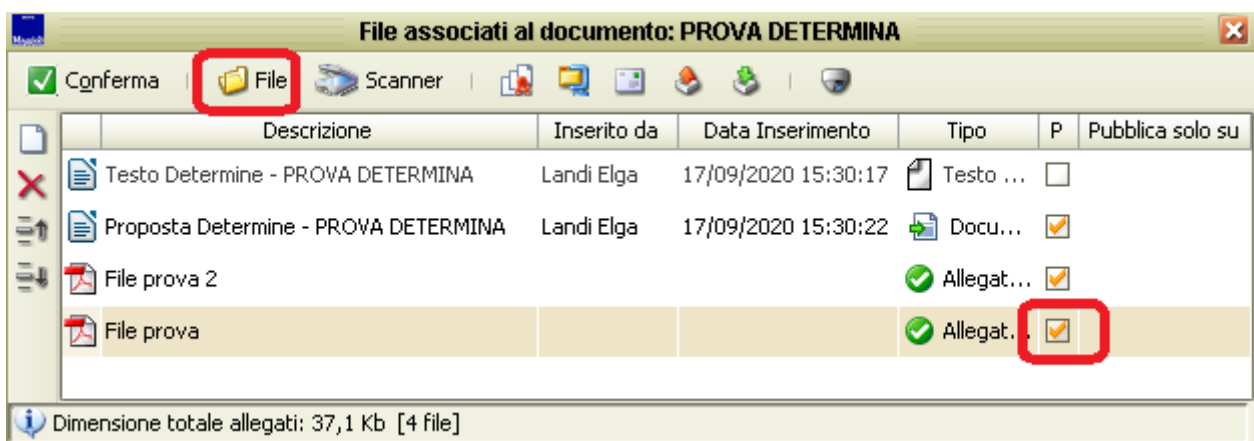 Maggioli
File associati al documento: PROVA DETERMINA
Conferma File Scanner
Descrizione Inserito da Data Inserimento Tipo P Pubblica solo su
Testo Determine - PROVA DETERMINA Landi Elga 17/09/2020 15:30:17 Testo ...
Proposta Determine - PROVA DETERMINA Landi Elga 17/09/2020 15:30:22 Docu...
File prova 2 Allegat...
File prova Allegat...
Dimensione totale allegati: 37,1 Kb [4 file]